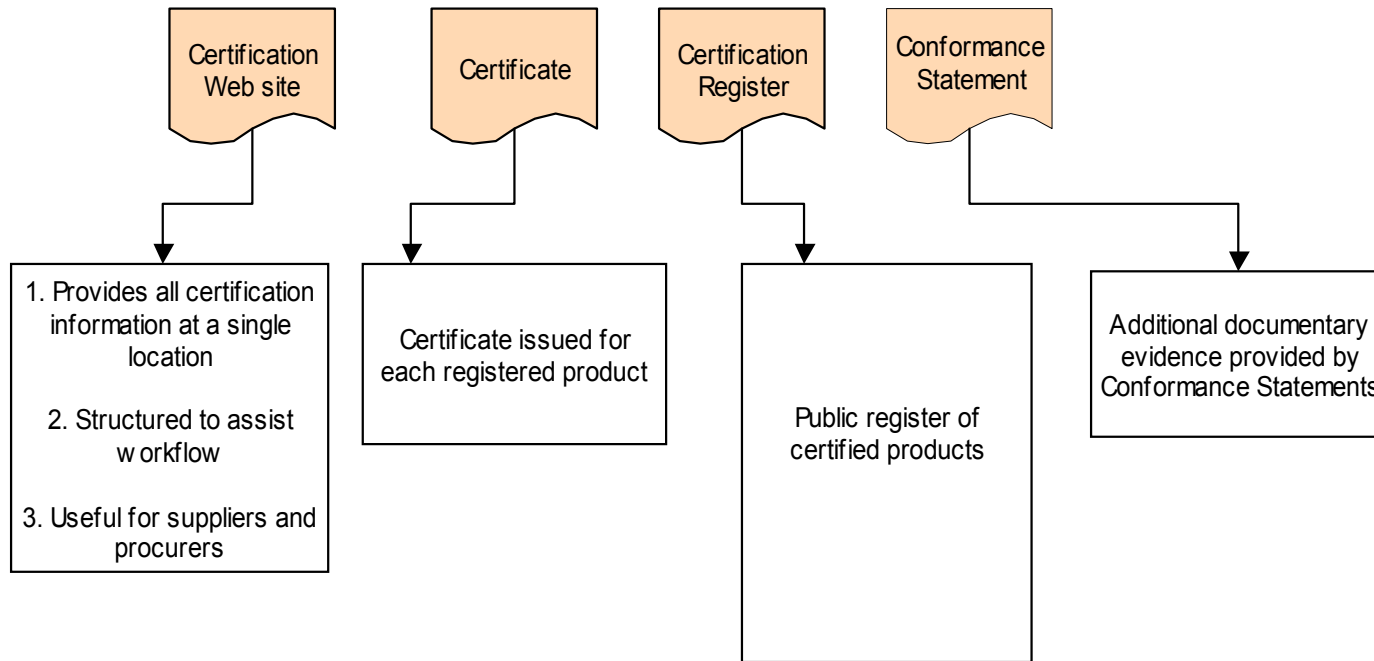 Certification
Web site
Certificate
Certification
Register
Conformance
Statement
1. Provides all certification
information at a single
location
2. Structured to assist
workflow
3. Useful for suppliers and
procurers
Certificate issued for
each registered product
Public register of
certified products
Additional documentary
evidence provided by
Conformance Statements